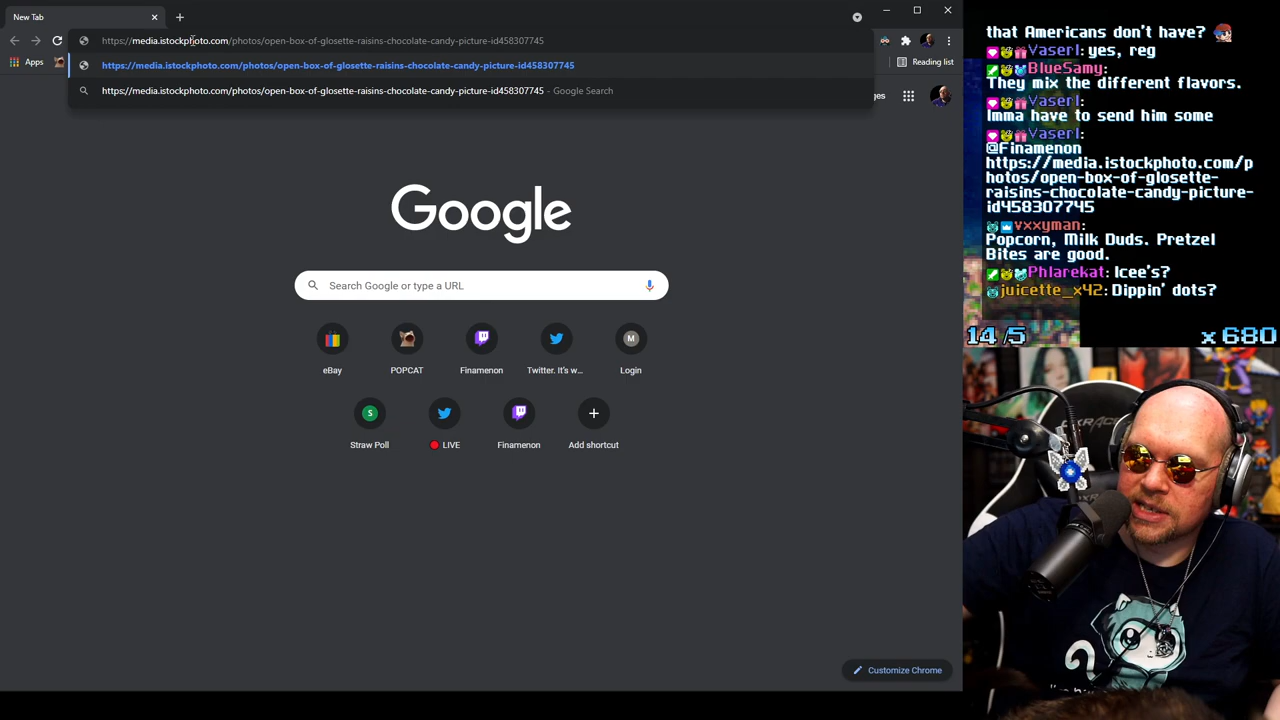 New Tab
https://media.istockphoto.com/photos/open-box-of-glosette-raisins-chocolate-candy-picture-id458307745
https://media.istockphoto.com/photos/open-box-of-glosette-raisins-chocolate-candy-picture-id458307745
https://media.istockphoto.com/photos/open-box-of-glosette-raisins-chocolate-candy-picture-id458307745 - Google Search
Apps
Reading list
Google
Search Google or type a URL
eBay
POPCAT
Finamenon
Twitter. It's w...
M
Login
S
Straw Poll
LIVE
Finamenon
Add shortcut
Customize Chrome
that Americans don't have?
Vaserl: yes, reg
BlueSamy:
They mix the different flavors.
Vaserl:
Imma have to send him some
Vaserl:
@Finamenon
https://media.istockphoto.com/p
hotos/open-box-of-glosette-
raisins-chocolate-candy-picture-
id458307745
vxxyman:
Popcorn, Milk Duds. Pretzel
Bites are good.
Phlarekat: Icee's?
juicette_x42: Dippin' dots?
14/5
x680